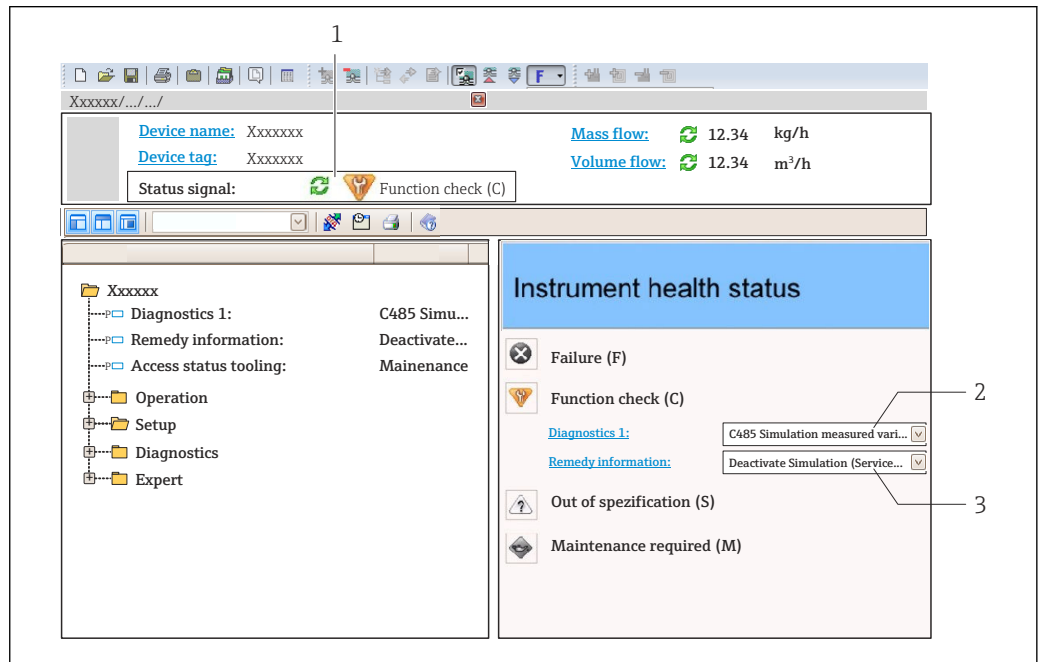 1
F
Xxxxxx/.../.../
Device name: Xxxxxxx
Mass flow: 12.34 kg/h
Device tag: Xxxxxxx
Volume flow: 12.34 m³/h
Status signal: Function check (C)
Xxxxxx
Diagnostics 1: C485 Simu...
Remedy information: Deactivate...
Access status tooling: Mainenance
Operation
Setup
Diagnostics
Expert
Instrument health status
Failure (F)
Function check (C)
2
Diagnostics 1: C485 Simulation measured vari...
Remedy information: Deactivate Simulation (Service...
3
Out of spezification (S)
Maintenance required (M)